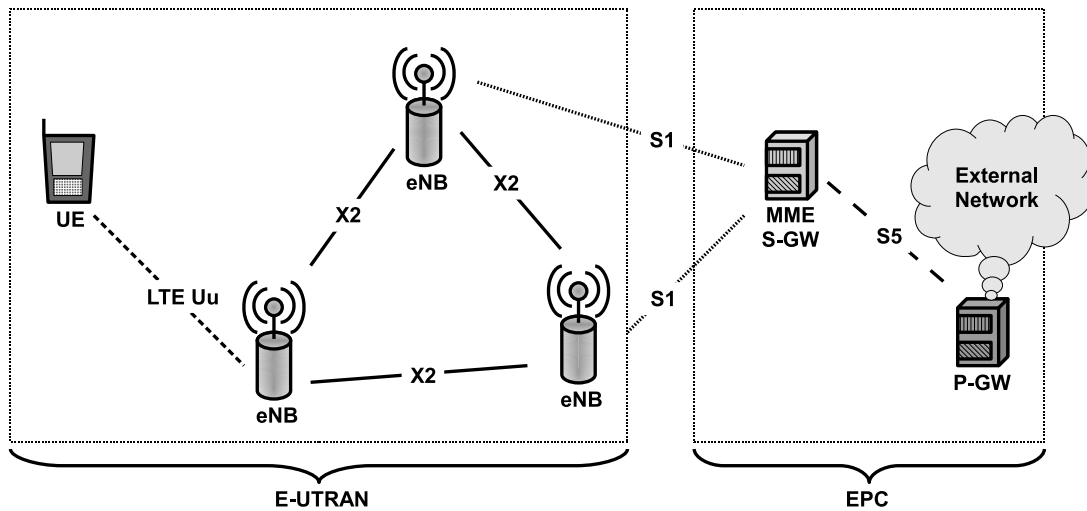 S1
External
Network
eNB
UE
X2
X2
MME
S-GW
S5
LTE Uu
S1
X2
P-GW
eNB
eNB
E-UTRAN
EPC